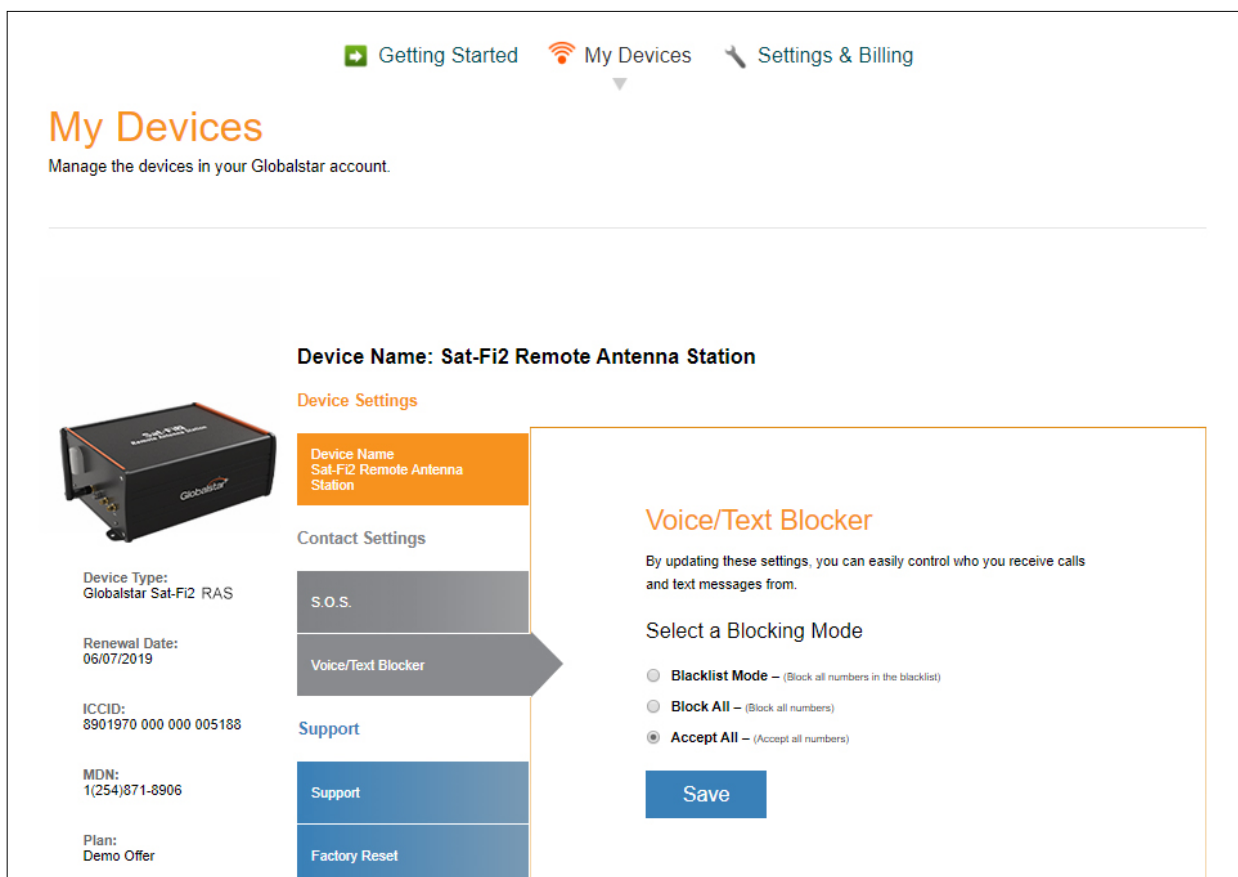 Getting Started
My Devices
Settings & Billing
My Devices
Manage the devices in your Globalstar account.
Device Name: Sat-Fi2 Remote Antenna Station
Device Settings
Device Name
Sat-Fi2 Remote Antenna
Station
Contact Settings
S.O.S.
Voice/Text Blocker
Support
Support
Factory Reset
Sat-Fi2
Remote Antenna Station
Globalstar
Device Type:
Globalstar Sat-Fi2 RAS
Renewal Date:
06/07/2019
ICCID:
8901970 000 000 005188
MDN:
1(254)871-8906
Plan:
Demo Offer
Voice/Text Blocker
By updating these settings, you can easily control who you receive calls
and text messages from.
Select a Blocking Mode
Blacklist Mode – (Block all numbers in the blacklist)
Block All – (Block all numbers)
Accept All – (Accept all numbers)
Save